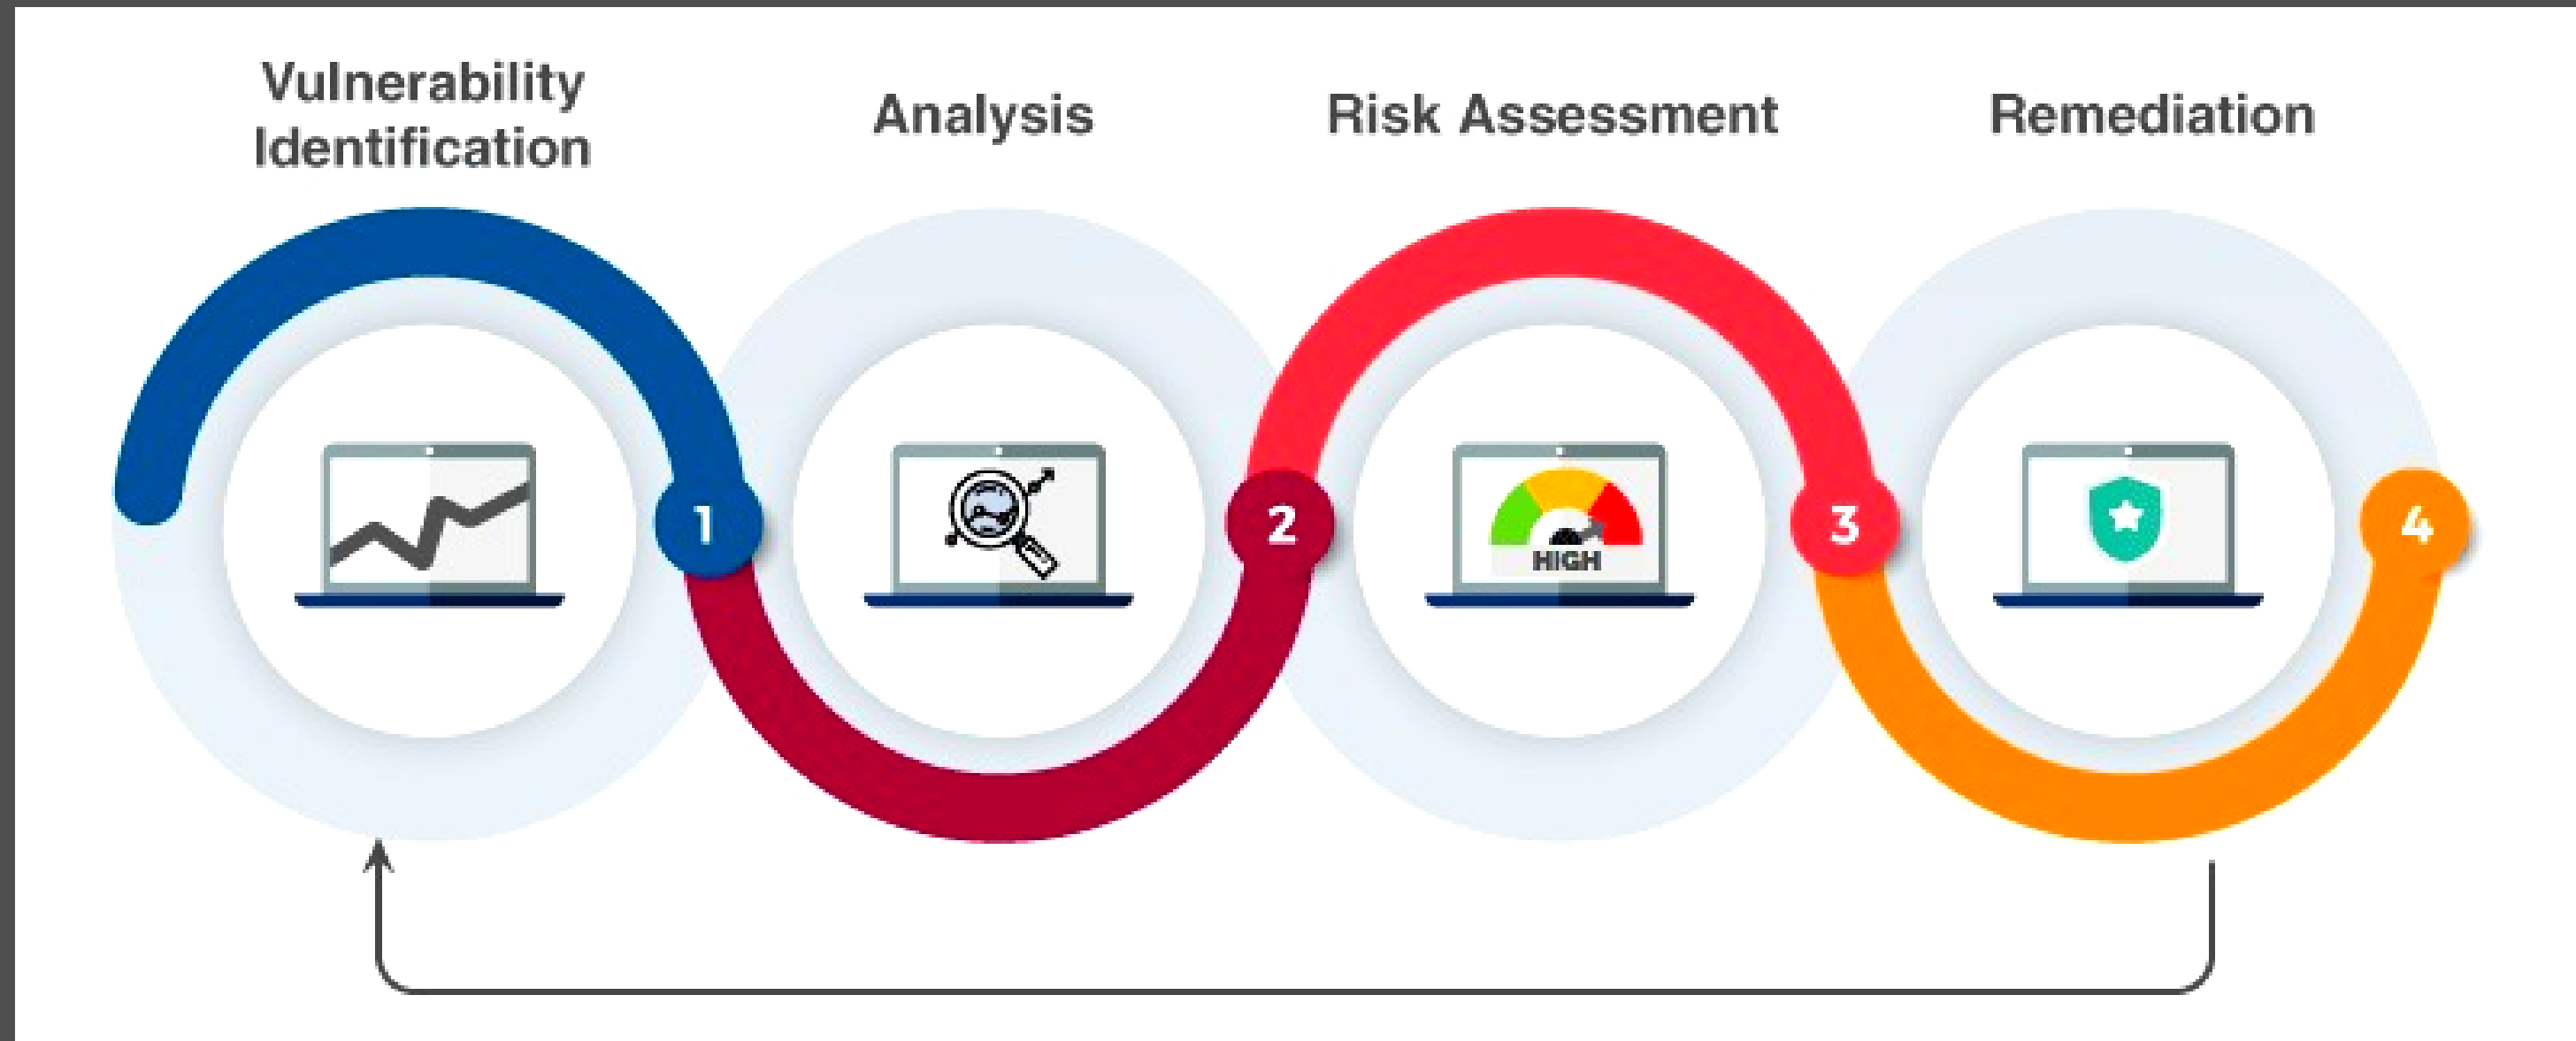 Vulnerability
Identification
Analysis
Risk Assessment
Remediation
1
2
3
4
HIGH